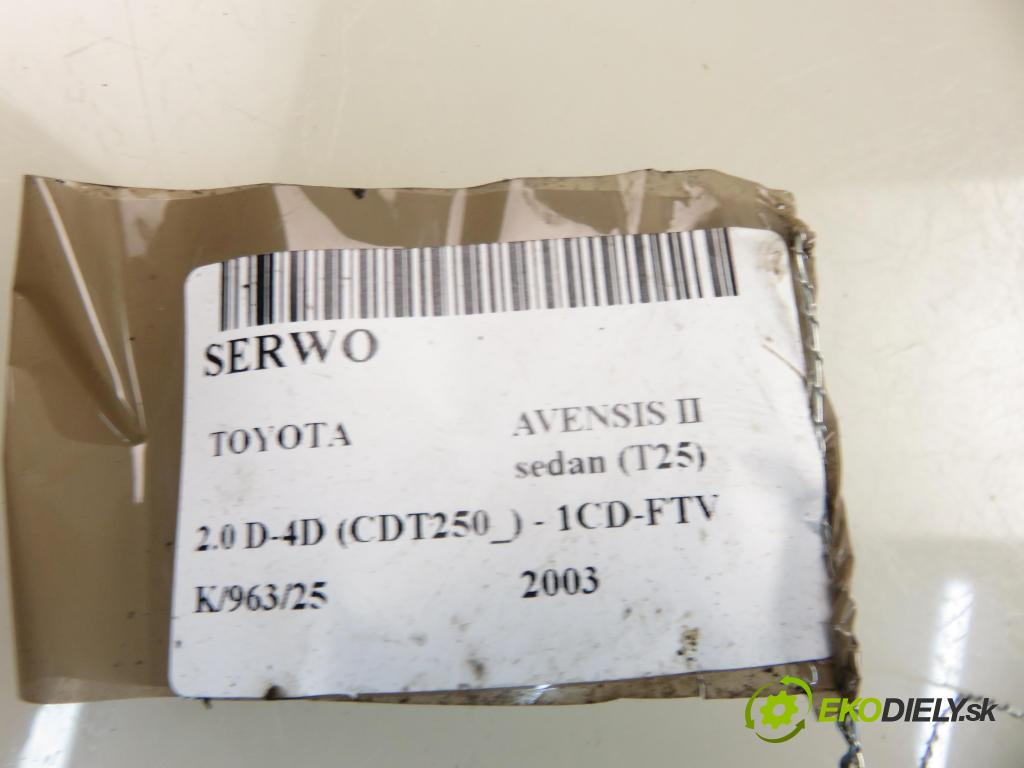 SERWO
TOYOTA
AVENSIS II
sedan (T25)
2.0 D-4D (CDT250_) - 1CD-FTV
K/963/25
2003
EKODIELY.sk